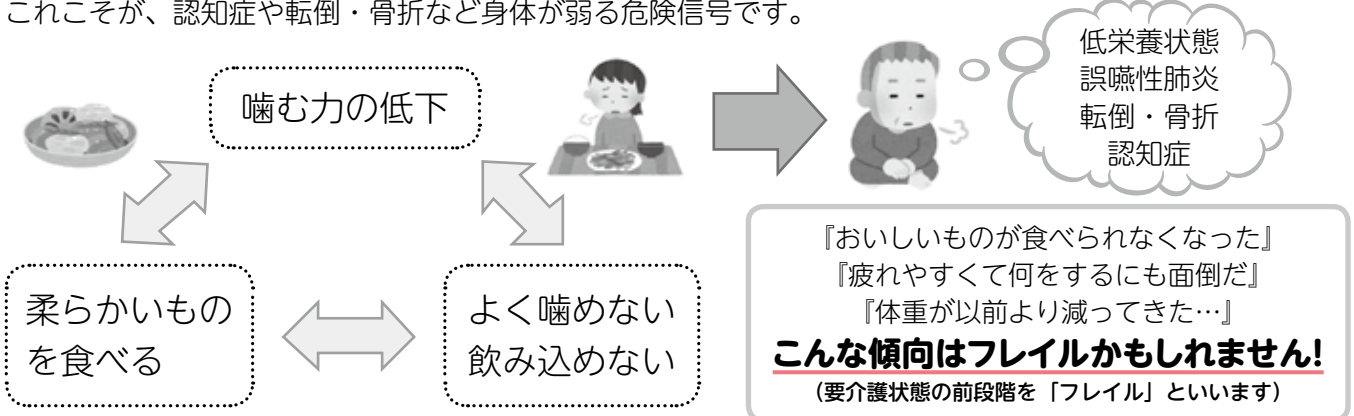 これこそが、認知症や転倒・骨折など身体が弱る危険信号です。
噛む力の低下
柔らかいもの
を食べる
よく噛めない
飲み込めない
低栄養状態
誤嚥性肺炎
転倒・骨折
認知症
『おいしいものが食べられなくなった』
『疲れやすくて何をするにも面倒だ』
『体重が以前より減ってきた…』
こんな傾向はフレイルかもしれません!
(要介護状態の前段階を「フレイル」といいます)